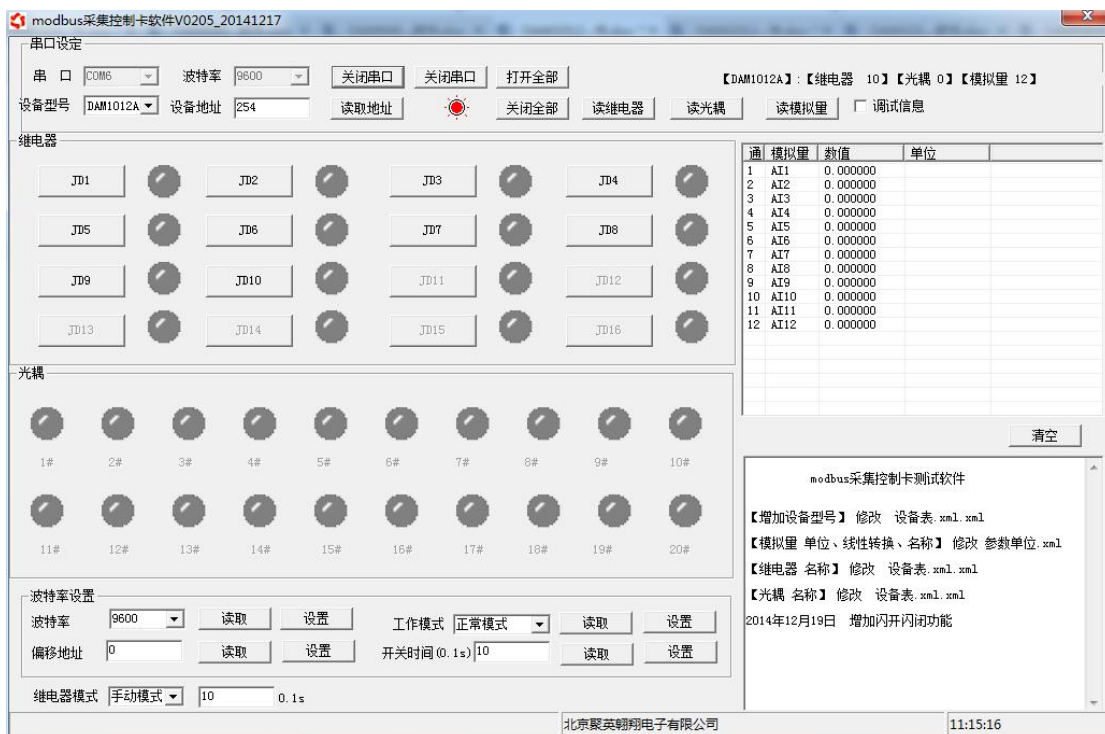 modbus采集控制卡软件V0205_20141217
串口设定
串 口 COM6 波特率 9600 关闭串口 关闭串口 打开全部 【DAM1012A】:【继电器 10】【光耦 0】【模拟量 12】
设备型号 DAM1012A 设备地址 254 读取地址 关闭全部 读继电器 读光耦 读模拟量 调试信息
继电器
JD1 JD2 JD3 JD4
JD5 JD6 JD7 JD8
JD9 JD10 JD11 JD12
JD13 JD14 JD15 JD16
通 模拟量 数值 单位
1 AI1 0.000000
2 AI2 0.000000
3 AI3 0.000000
4 AI4 0.000000
5 AI5 0.000000
6 AI6 0.000000
7 AI7 0.000000
8 AI8 0.000000
9 AI9 0.000000
10 AI10 0.000000
11 AI11 0.000000
12 AI12 0.000000
光耦
1# 2# 3# 4# 5# 6# 7# 8# 9# 10#
11# 12# 13# 14# 15# 16# 17# 18# 19# 20#
清空
modbus采集控制卡测试软件
【增加设备型号】 修改 设备表.xml.xml
【模拟量 单位、线性转换、名称】 修改 参数单位.xml
【继电器 名称】 修改 设备表.xml.xml
【光耦 名称】 修改 设备表.xml.xml
2014年12月19日 增加闪开闪闭功能
波特率设置
波特率 9600 读取 设置 工作模式 正常模式 读取 设置
偏移地址 0 读取 设置 开关时间(0.1s) 10 读取 设置
继电器模式 手动模式 10 0.1s
北京聚英翱翔电子有限公司 11:15:16